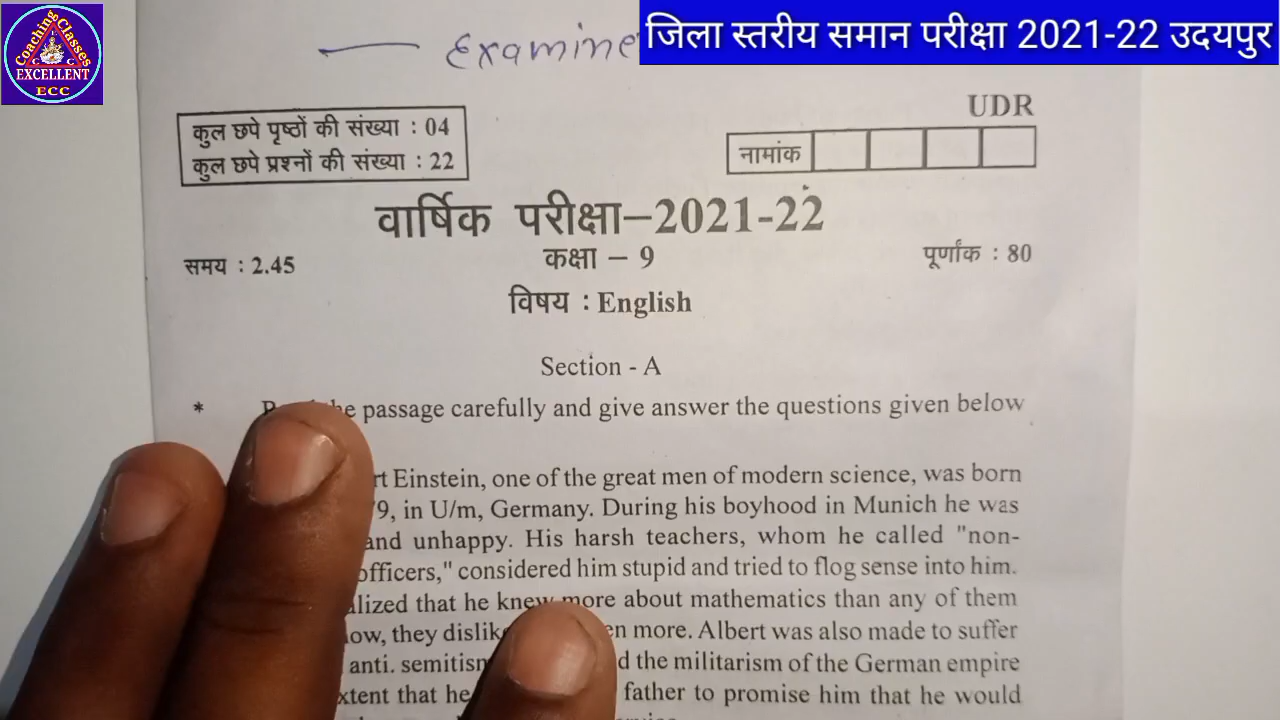 Coaching Classes
C C
EXCELLENT
ECC
जिला स्तरीय समान परीक्षा 2021-22 उदयपुर
Examine
UDR
कुल छपे पृष्ठों की संख्या : 04
कुल छपे प्रश्नों की संख्या : 22
नामांक
वार्षिक परीक्षा–2021-22
समय : 2.45
कक्षा – 9
पूर्णांक : 80
विषय : English
Section - A
* passage carefully and give answer the questions given below
Einstein, one of the great men of modern science, was born
9, in U/m, Germany. During his boyhood in Munich he was
and unhappy. His harsh teachers, whom he called "non-
officers," considered him stupid and tried to flog sense into him.
that he knew more about mathematics than any of them
they more. Albert was also made to suffer
anti. the militarism of the German empire
that he father to promise him that he would